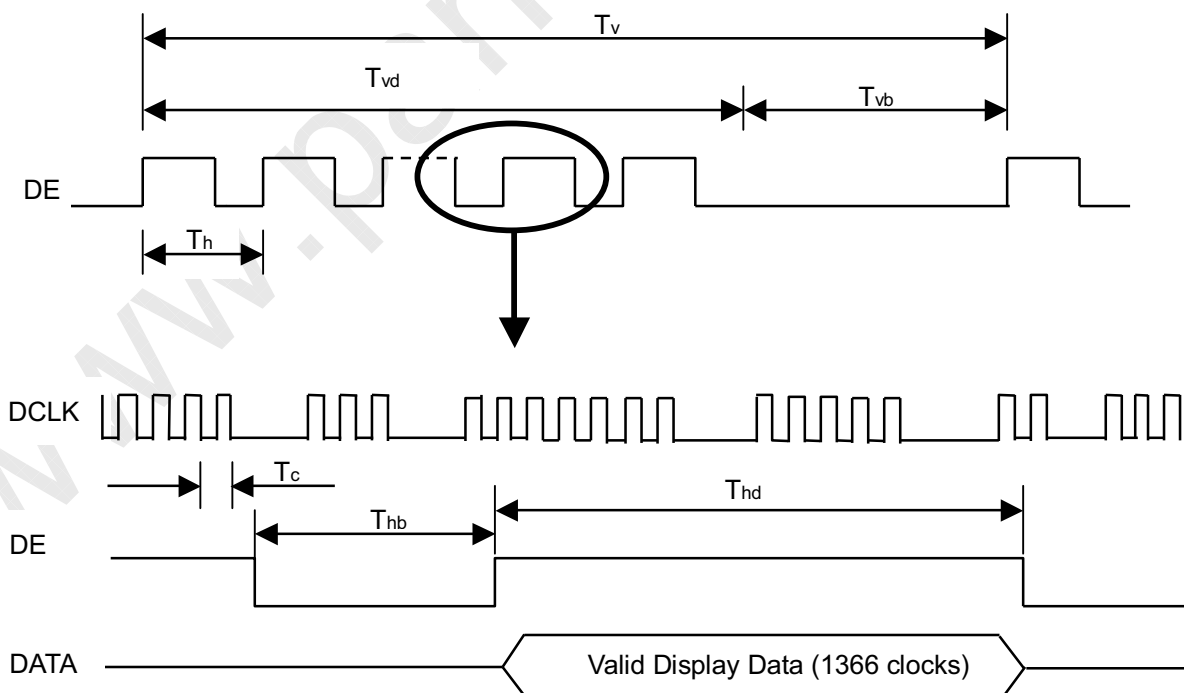 Tv
Tvd
Tvb
DE
Th
DCLK
Tc
Thd
Thb
DE
DATA
Valid Display Data (1366 clocks)